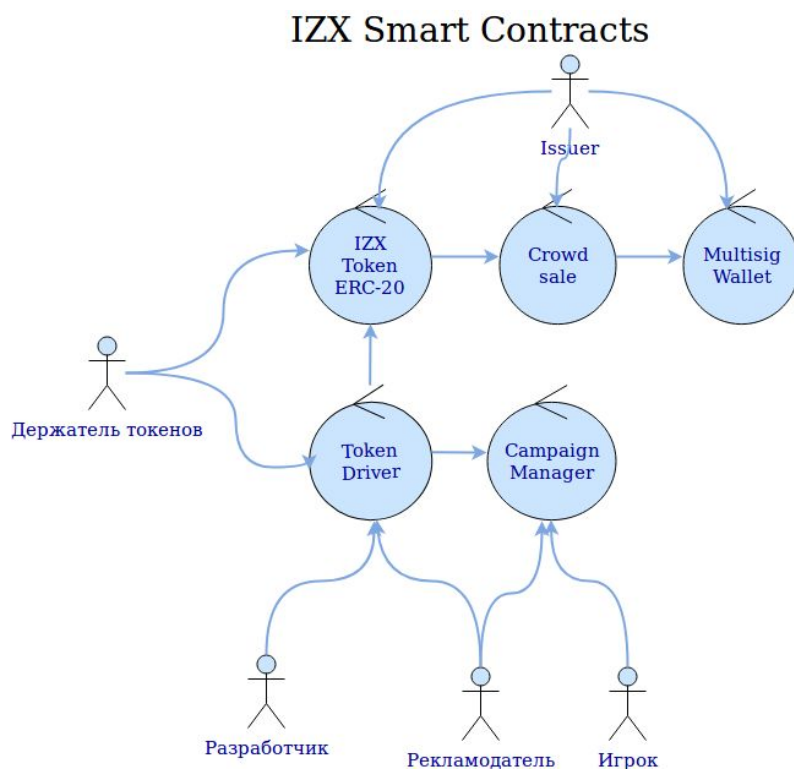 IZX Smart Contracts
Issuer
IZX
Token
ERC-20
Crowd
sale
Multisig
Wallet
Держатель токенов
Token
Driver
Campaign
Manager
Разработчик
Рекламодатель
Игрок